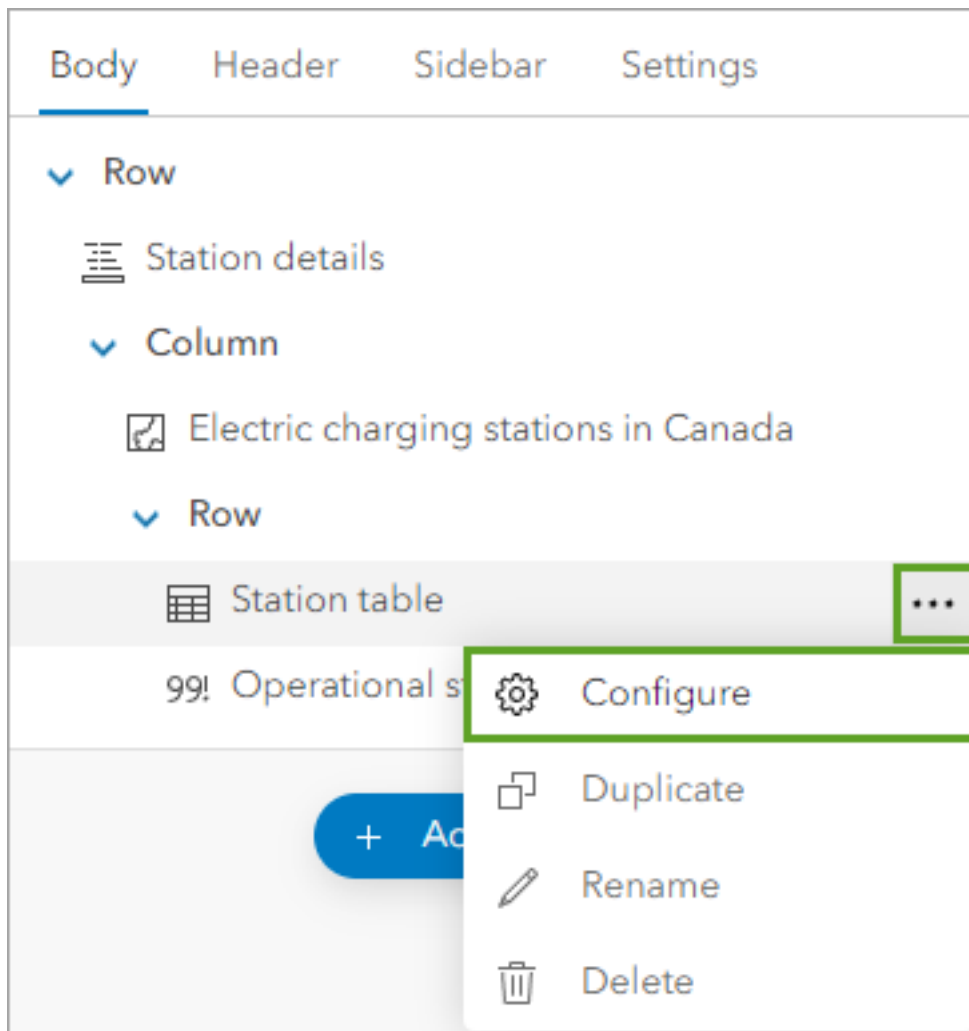 Body Header Sidebar Settings
Row
Station details
Column
Electric charging stations in Canada
Row
Station table
99! Operational
Configure
+
Duplicate
Rename
Delete